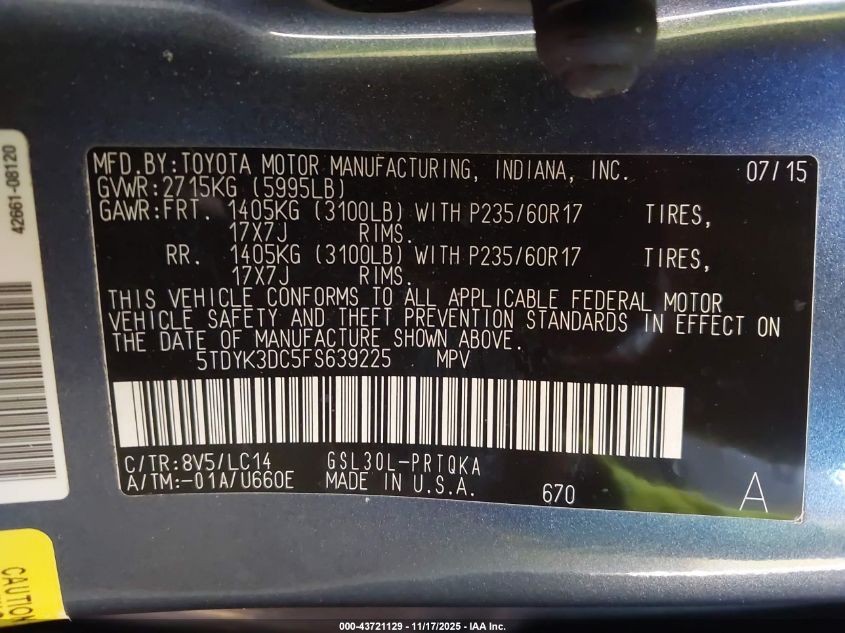 42661-08120
MFD.BY:TOYOTA MOTOR MANUFACTURING, INDIANA, INC. 07/15
GVWR:2715KG (5995LB)
GAWR:FRT. 1405KG (3100LB) WITH P235/60R17 TIRES,
17X7J RIMS.
RR. 1405KG (3100LB) WITH P235/60R17 TIRES,
17X7J RIMS.
THIS VEHICLE CONFORMS TO ALL APPLICABLE FEDERAL MOTOR
VEHICLE SAFETY AND THEFT PREVENTION STANDARDS IN EFFECT ON
THE DATE OF MANUFACTURE SHOWN ABOVE.
5TDYK3DC5FS639225 MPV
C/TR:8V5/LC14 GSL30L-PRTQKA
A/TM:-01A/U660E MADE IN U.S.A. 670 A
CAUTION
000-43721129 - 11/17/2025 - IAA Inc.